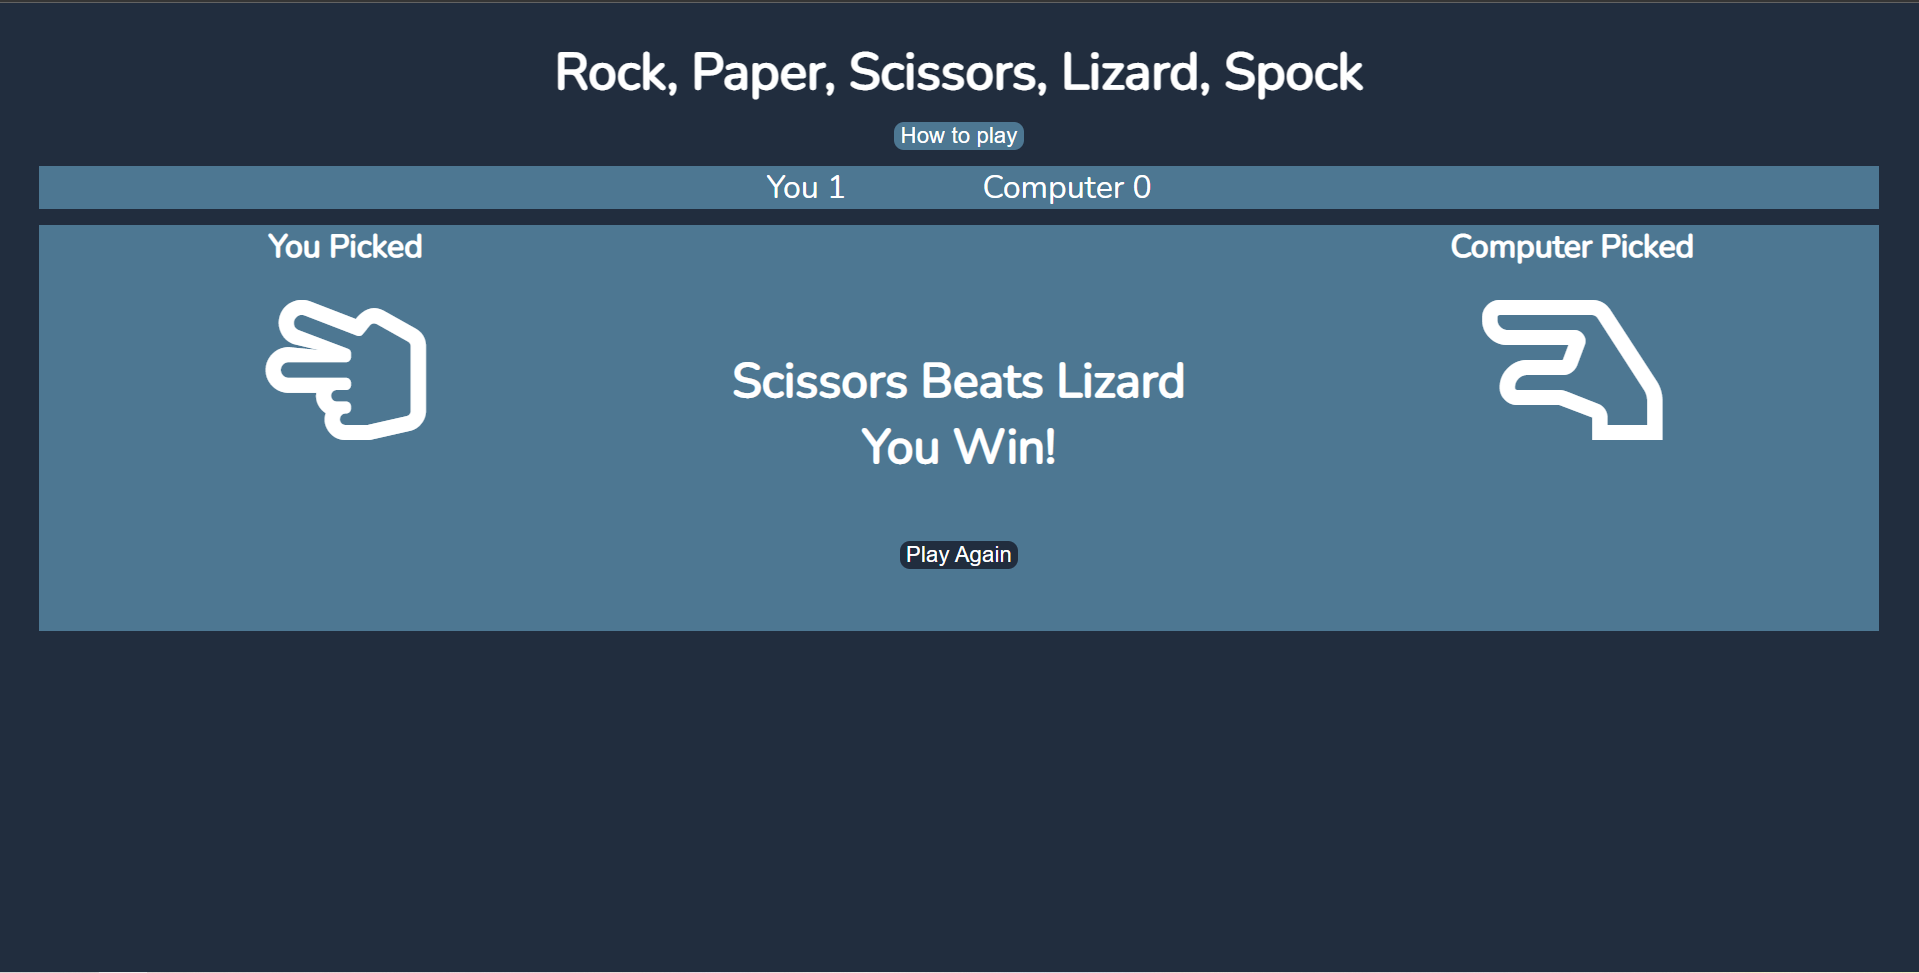 Rock, Paper, Scissors, Lizard, Spock
How to play
You 1 Computer 0
You Picked
Computer Picked
Scissors Beats Lizard
You Win!
Play Again